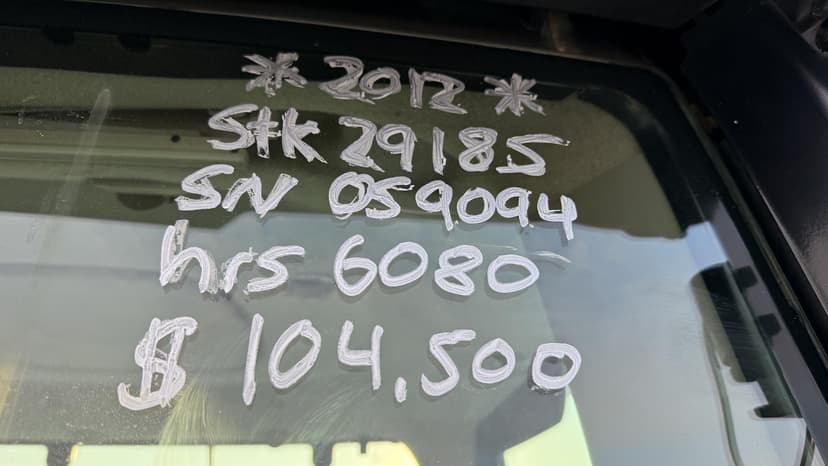 * 2012 *
Stk 29185
SN 059094
hrs 6080
$ 104,500